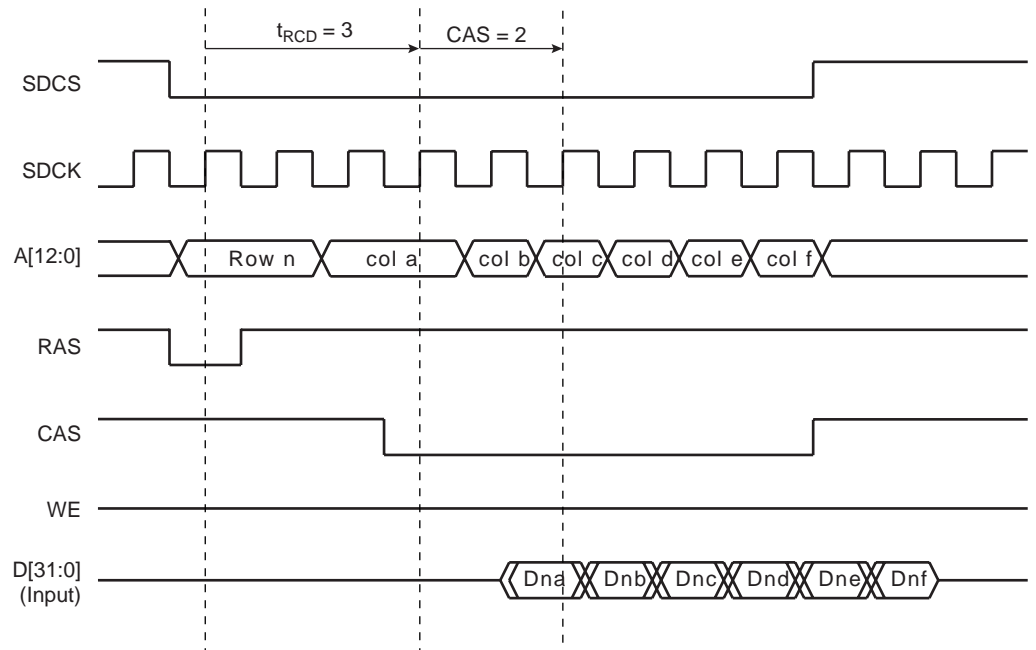 tRCD = 3
CAS = 2
SDCS
SDCK
A[12:0]
Row n
col a
col b
col c
col d
col e
col f
RAS
CAS
WE
D[31:0]
(Input)
Dna
Dnb
Dnc
Dnd
Dne
Dnf